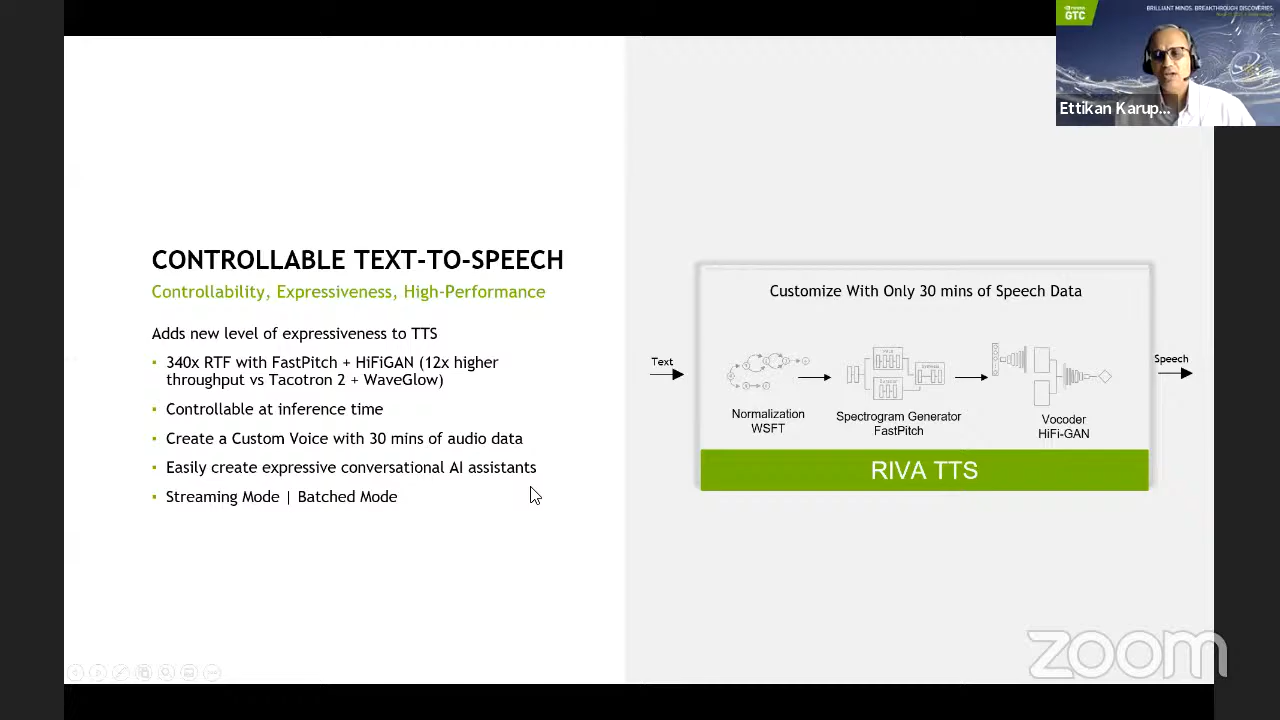 GTC
BRILLIANT MINDS. BREAKTHROUGH DISCOVERIES.
Ettikan Karup...
CONTROLLABLE TEXT-TO-SPEECH
Controllability, Expressiveness, High-Performance
Adds new level of expressiveness to TTS
340x RTF with FastPitch + HiFiGAN (12x higher
throughput vs Tacotron 2 + WaveGlow)
Controllable at inference time
Create a Custom Voice with 30 mins of audio data
Easily create expressive conversational AI assistants
Streaming Mode | Batched Mode
Customize With Only 30 mins of Speech Data
Text
Speech
Normalization
WSFT
Spectrogram Generator
FastPitch
Vocoder
HiFi-GAN
RIVA TTS
zoom